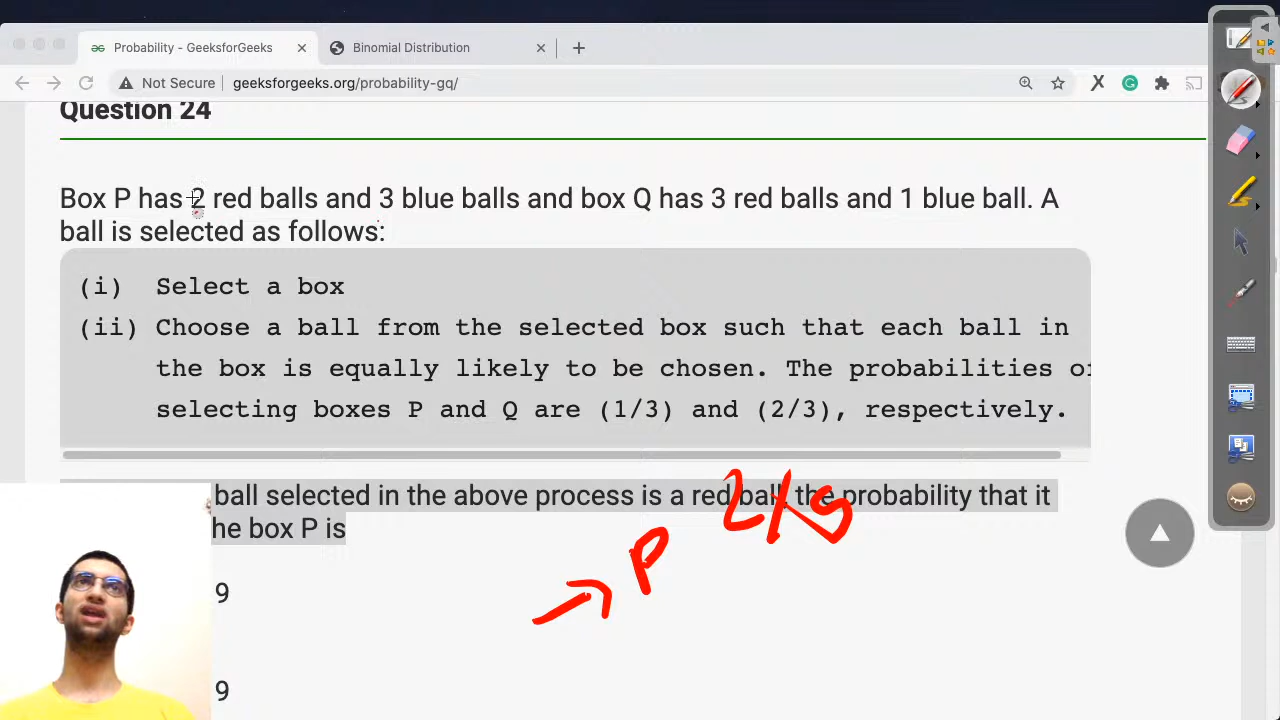 Probability - GeeksforGeeks
Binomial Distribution
Not Secure
geeksforgeeks.org/probability-gq/
Question 24
Box P has 2 red balls and 3 blue balls and box Q has 3 red balls and 1 blue ball. A
ball is selected as follows:
(i) Select a box
(ii) Choose a ball from the selected box such that each ball in
the box is equally likely to be chosen. The probabilities of
selecting boxes P and Q are (1/3) and (2/3), respectively.
ball selected in the above process is a red ball, the probability that it
he box P is
P 2/5
9
9